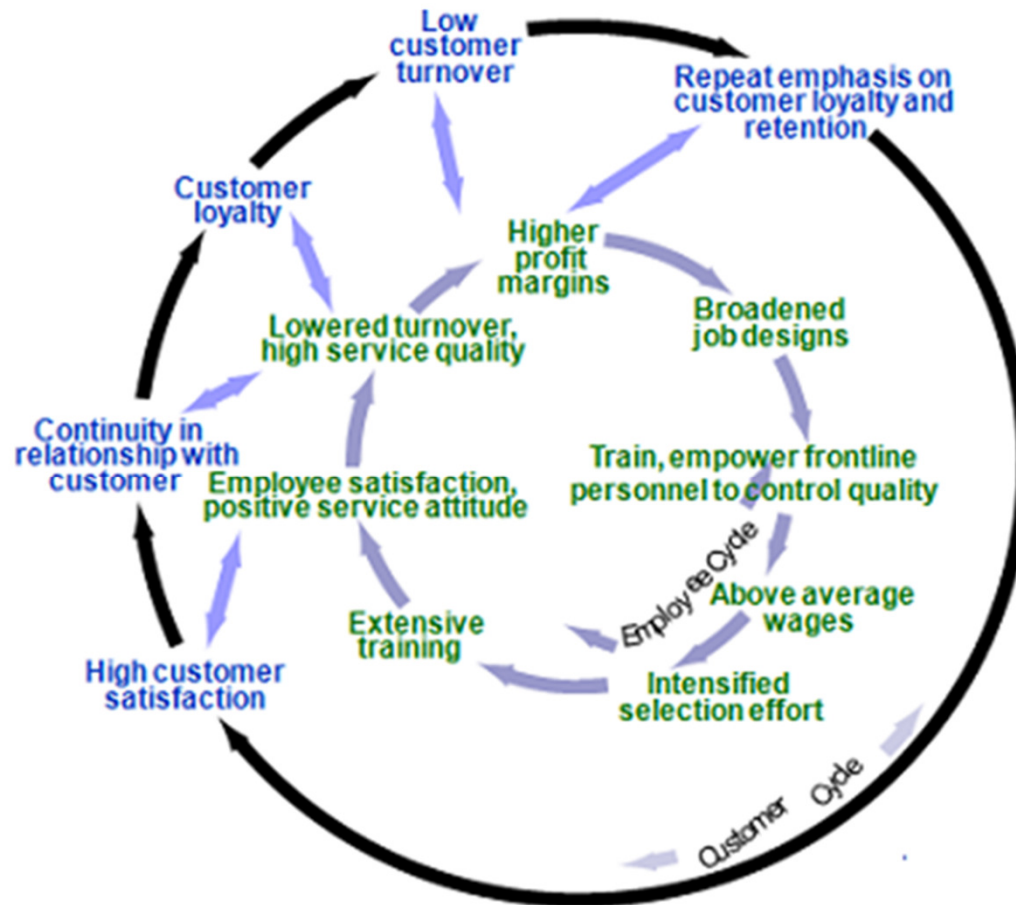 Low
customer
turnover
Repeat emphasis on
customer loyalty and
retention
Customer
loyalty
Higher
profit
margins
Broadened
job designs
Lowered turnover,
high service quality
Continuity in
relationship with
customer
Employee satisfaction,
positive service attitude
Train, empower frontline
personnel to control quality
Employee Cycle
Above average
wages
Extensive
training
High customer
satisfaction
Intensified
selection effort
Customer Cycle